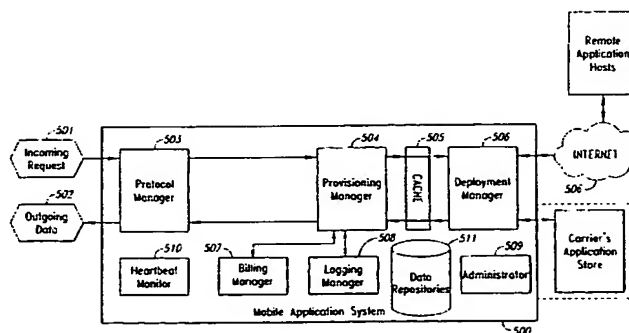 Remote
Application
Hosts
501
Incoming
Request
502
Outgoing
Data
503
Protocol
Manager
504
Provisioning
Manager
505
CACHE
506
Deployment
Manager
INTERNET
506
Carrier's
Application
Store
510
Heartbeat
Monitor
507
Billing
Manager
508
Logging
Manager
511
Data
Repositories
509
Administrator
Mobile Application System
500